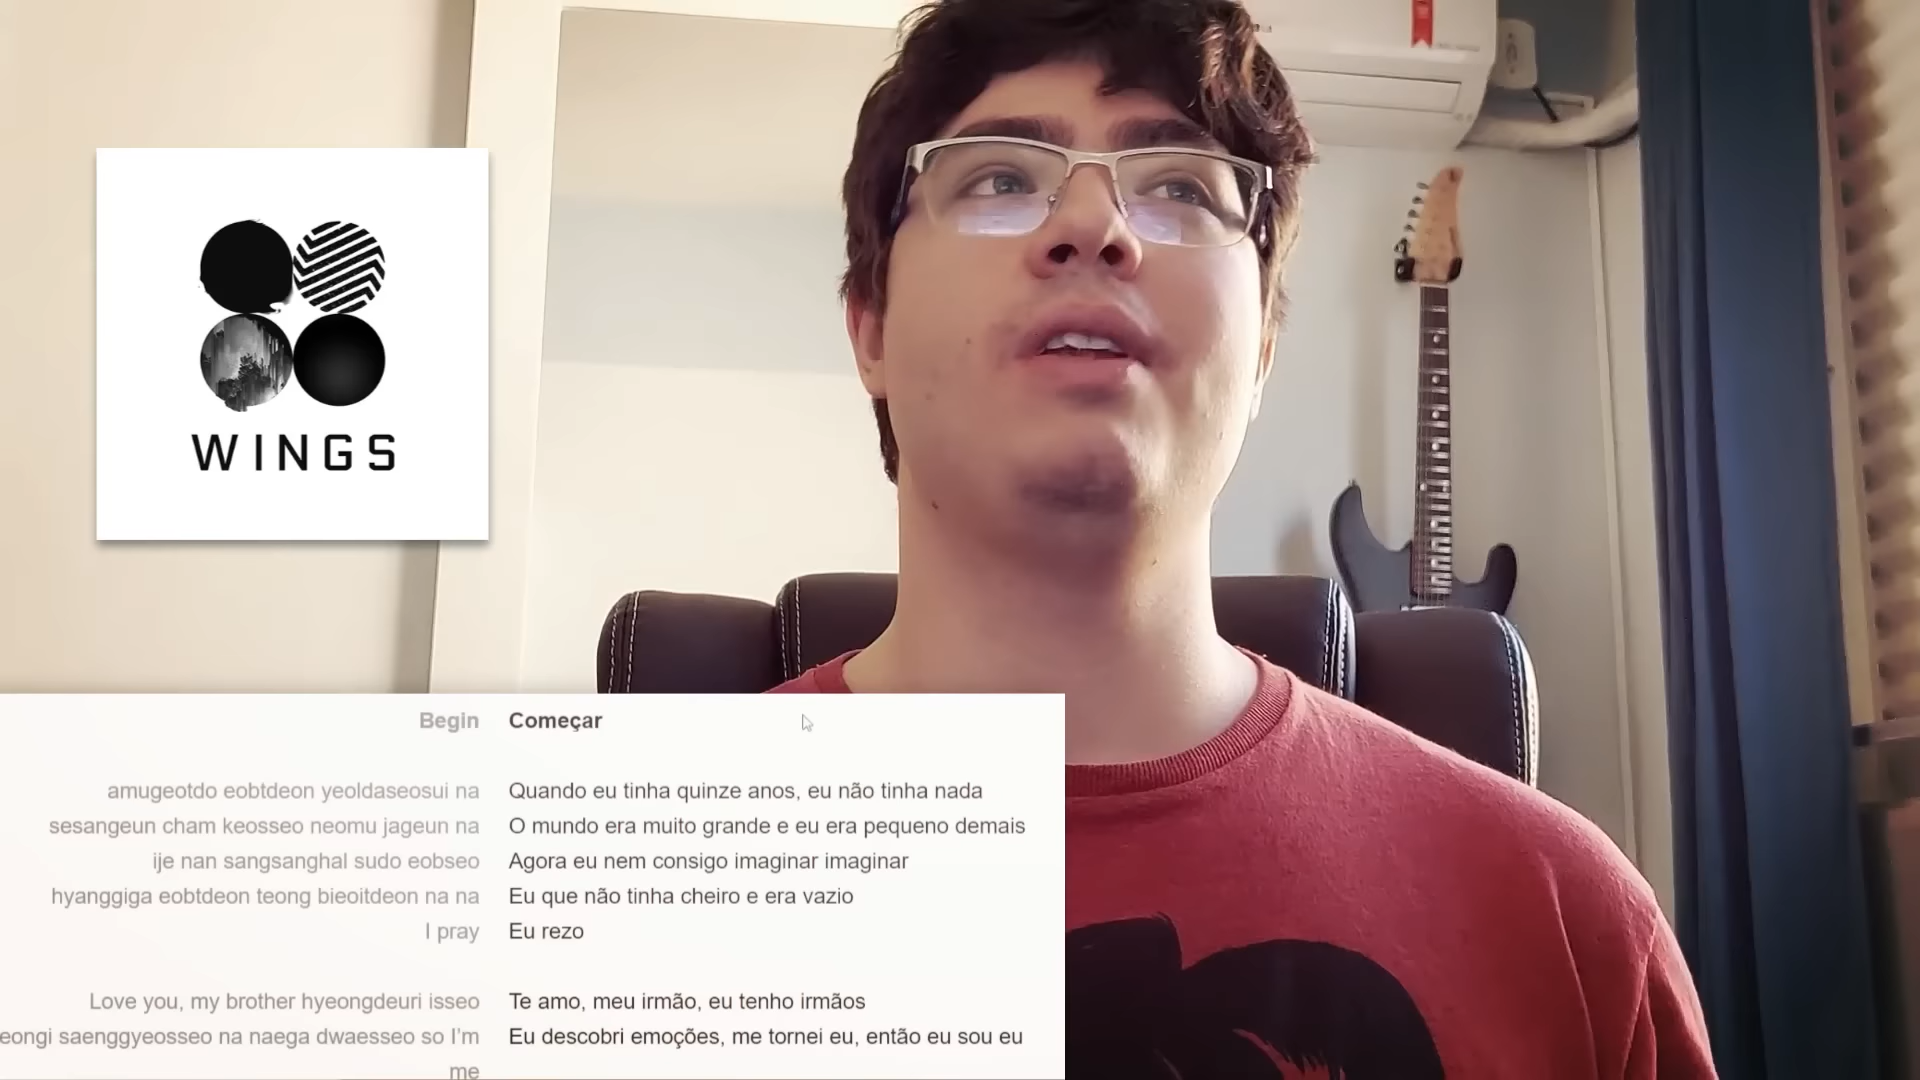 WINGS
Begin
Começar
amugeotdo eobtdeon yeoldaseosui na
Quando eu tinha quinze anos, eu não tinha nada
sesangeun cham keosseo neomu jageun na
O mundo era muito grande e eu era pequeno demais
ije nan sangsanghal sudo eobseo
Agora eu nem consigo imaginar imaginar
hyanggiga eobtdeon teong bieoitdeon na na
Eu que não tinha cheiro e era vazio
I pray
Eu rezo
Love you, my brother hyeongdeuri isseo
Te amo, meu irmão, eu tenho irmãos
eongi saenggyeosseo na naega dwaesseo so I'm
me
Eu descobri emoções, me tornei eu, então eu sou eu